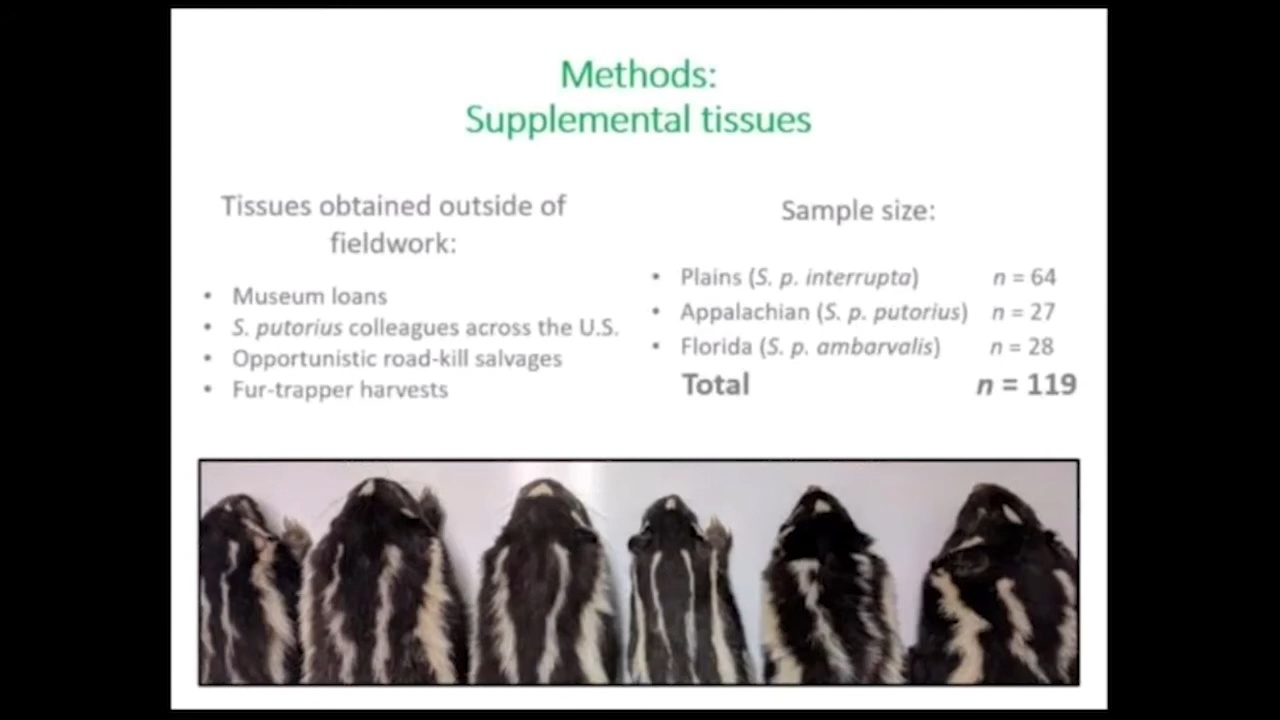 Methods:
Supplemental tissues
Tissues obtained outside of
fieldwork:
• Museum loans
• S. putorius colleagues across the U.S.
• Opportunistic road-kill salvages
• Fur-trapper harvests
Sample size:
• Plains (S. p. interrupta) n = 64
• Appalachian (S. p. putorius) n = 27
• Florida (S. p. ambarvalis) n = 28
Total n = 119